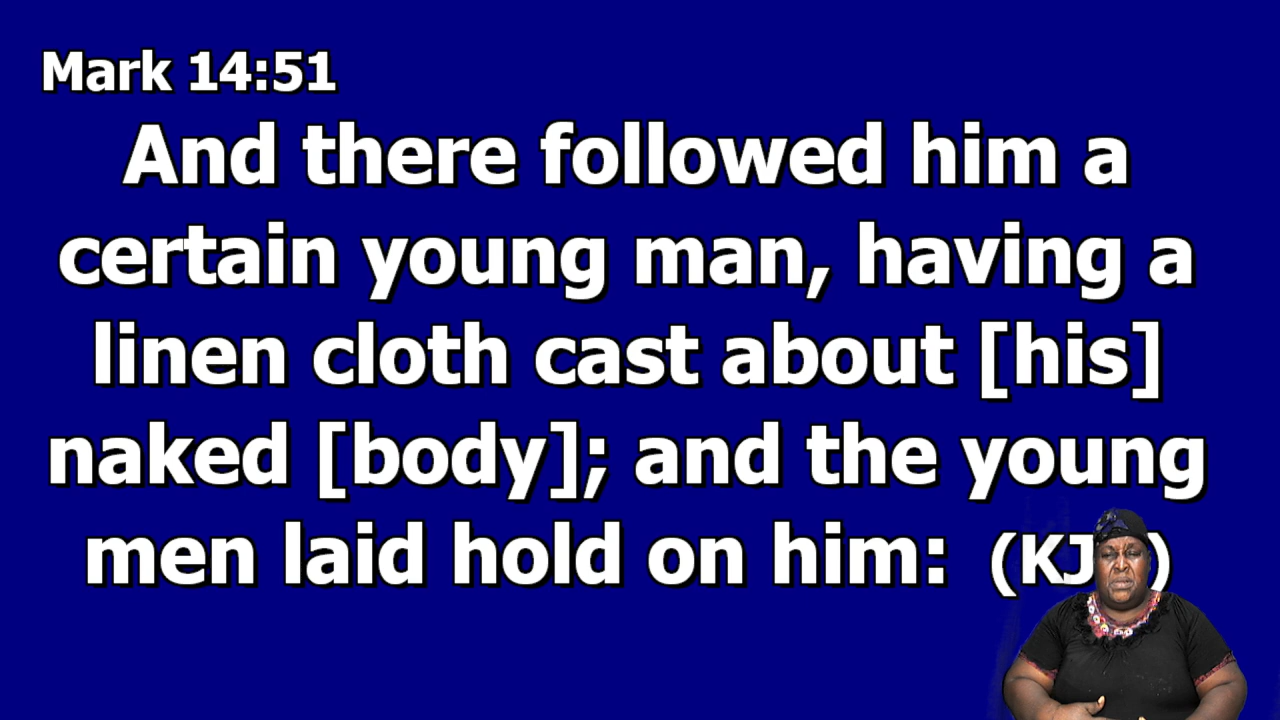 Mark 14:51
And there followed him a
certain young man, having a
linen cloth cast about [his]
naked [body]; and the young
men laid hold on him: